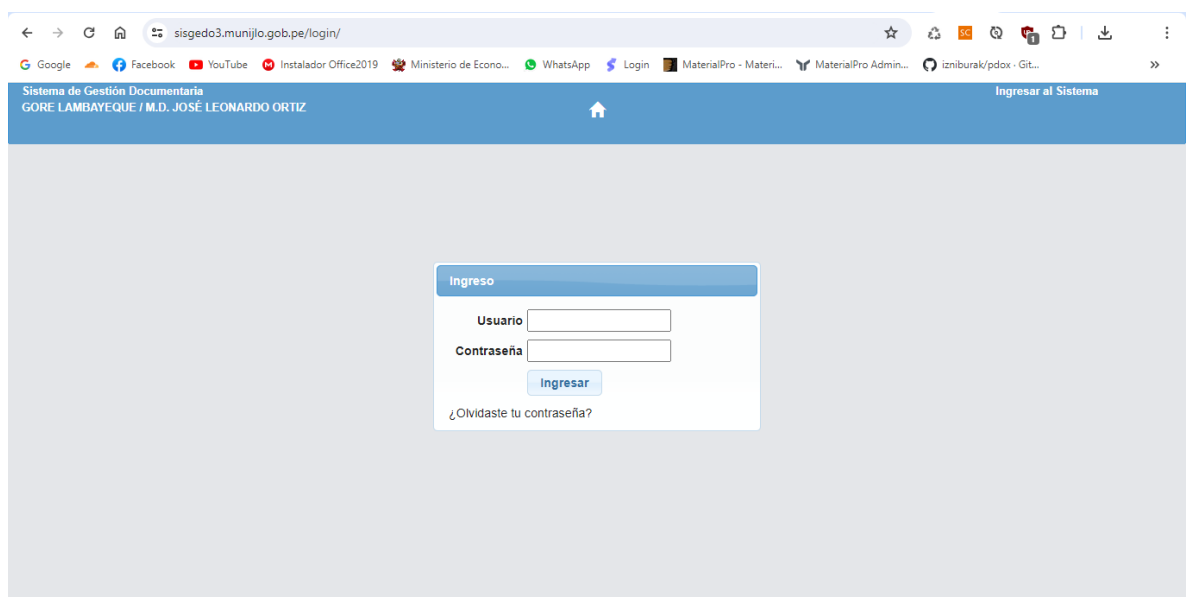 sisgedo3.munijlo.gob.pe/login/
SC
1
Google Facebook YouTube Instalador Office2019 Ministerio de Econo... WhatsApp Login MaterialPro - Materi... MaterialPro Admin... izniburak/pdox · Git... »
Sistema de Gestión Documentaria
GORE LAMBAYEQUE / M.D. JOSÉ LEONARDO ORTIZ
Ingresar al Sistema
Ingreso
Usuario
Contraseña
Ingresar
¿Olvidaste tu contraseña?